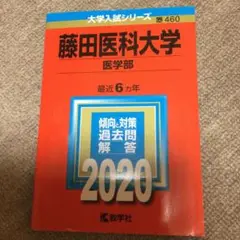 大学入試シリーズ 460
藤田医科大学
医学部
最近6カ年
傾向と対策
過去問
解答
2020
教学社